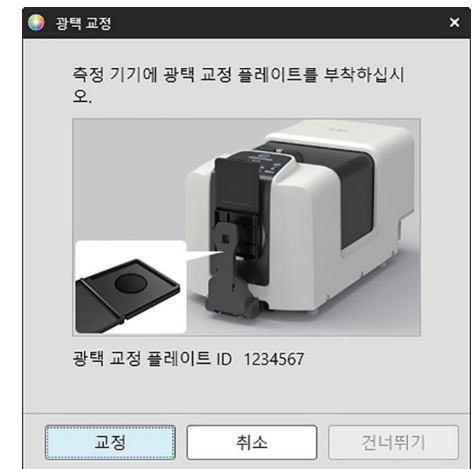 광택 교정
측정 기기에 광택 교정 플레이트를 부착하십시
오.
광택 교정 플레이트 ID 1234567
교정
취소
건너뛰기